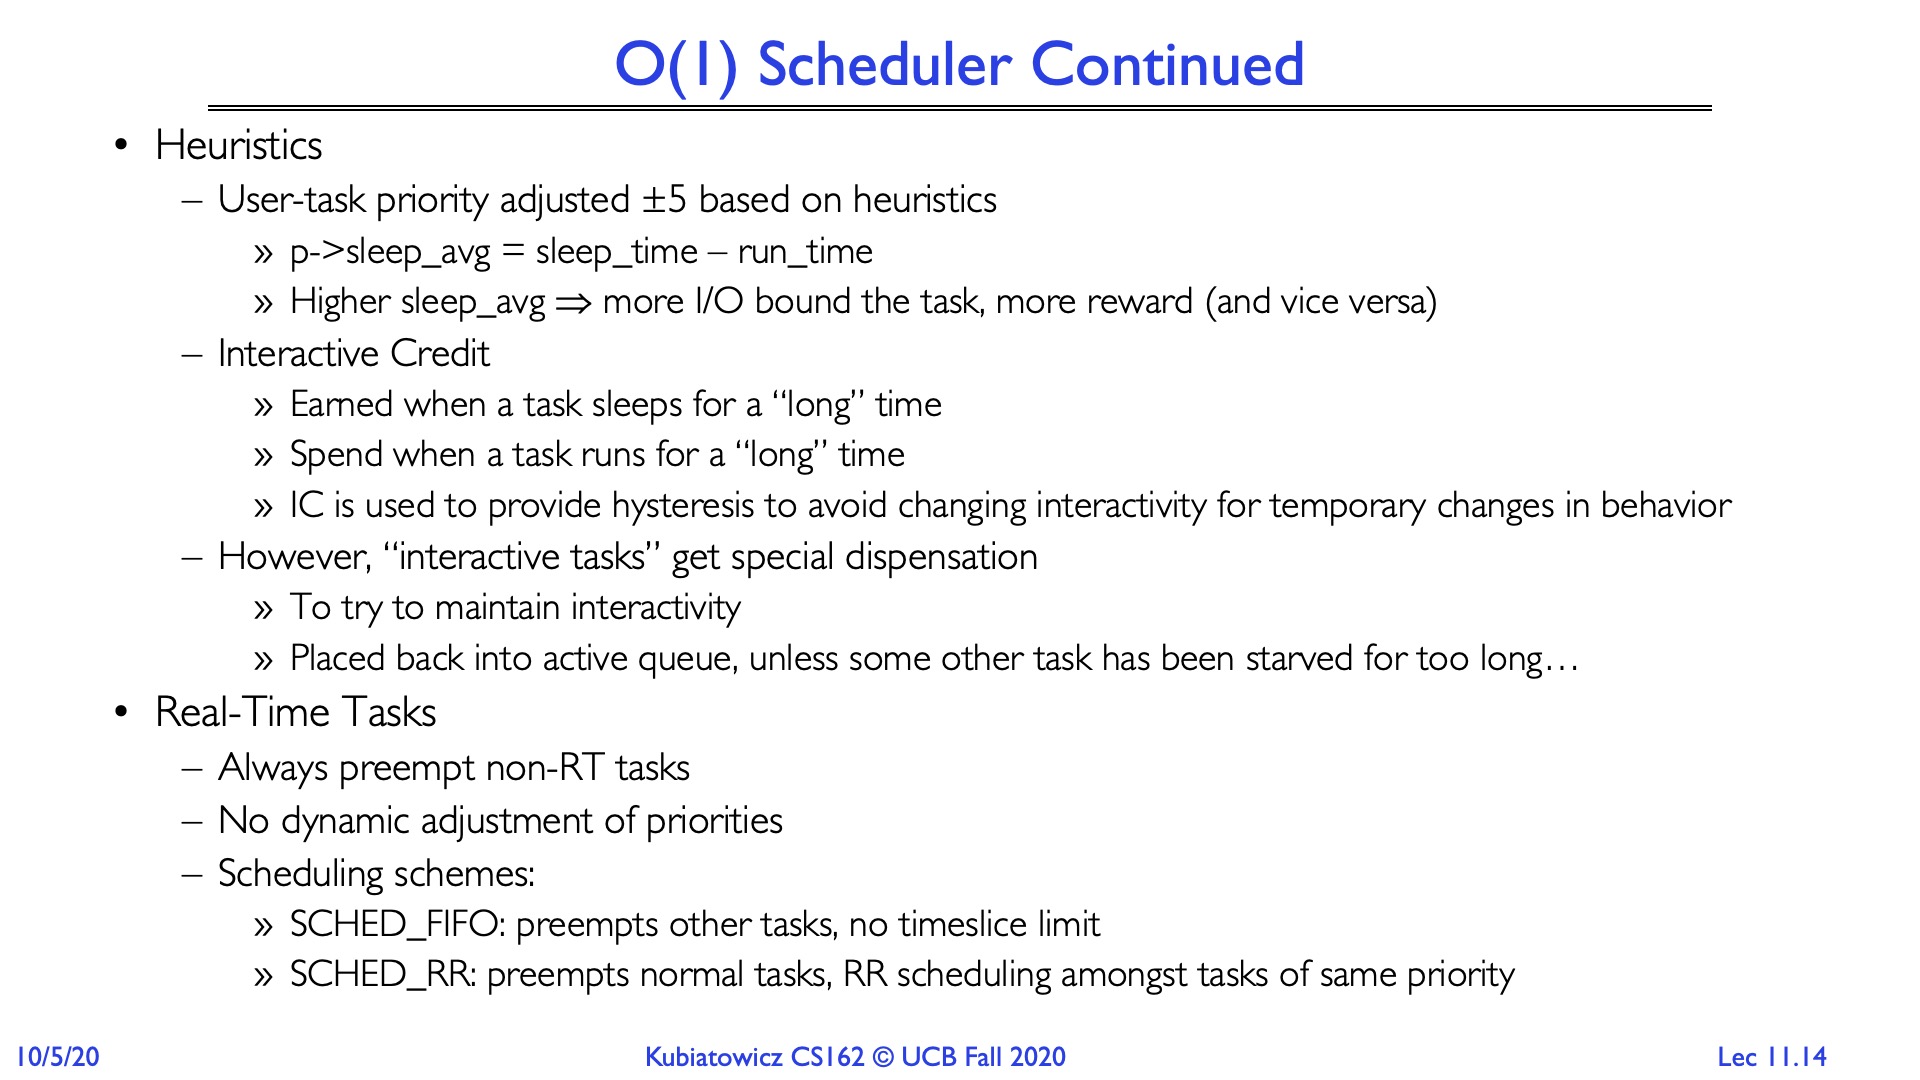 O(1) Scheduler Continued
• Heuristics
– User-task priority adjusted ±5 based on heuristics
» p->sleep_avg = sleep_time – run_time
» Higher sleep_avg ⇒ more I/O bound the task, more reward (and vice versa)
– Interactive Credit
» Earned when a task sleeps for a “long” time
» Spend when a task runs for a “long” time
» IC is used to provide hysteresis to avoid changing interactivity for temporary changes in behavior
– However, “interactive tasks” get special dispensation
» To try to maintain interactivity
» Placed back into active queue, unless some other task has been starved for too long…
• Real-Time Tasks
– Always preempt non-RT tasks
– No dynamic adjustment of priorities
– Scheduling schemes:
» SCHED_FIFO: preempts other tasks, no timeslice limit
» SCHED_RR: preempts normal tasks, RR scheduling amongst tasks of same priority
10/5/20
Kubiatowicz CS162 © UCB Fall 2020
Lec 11.14